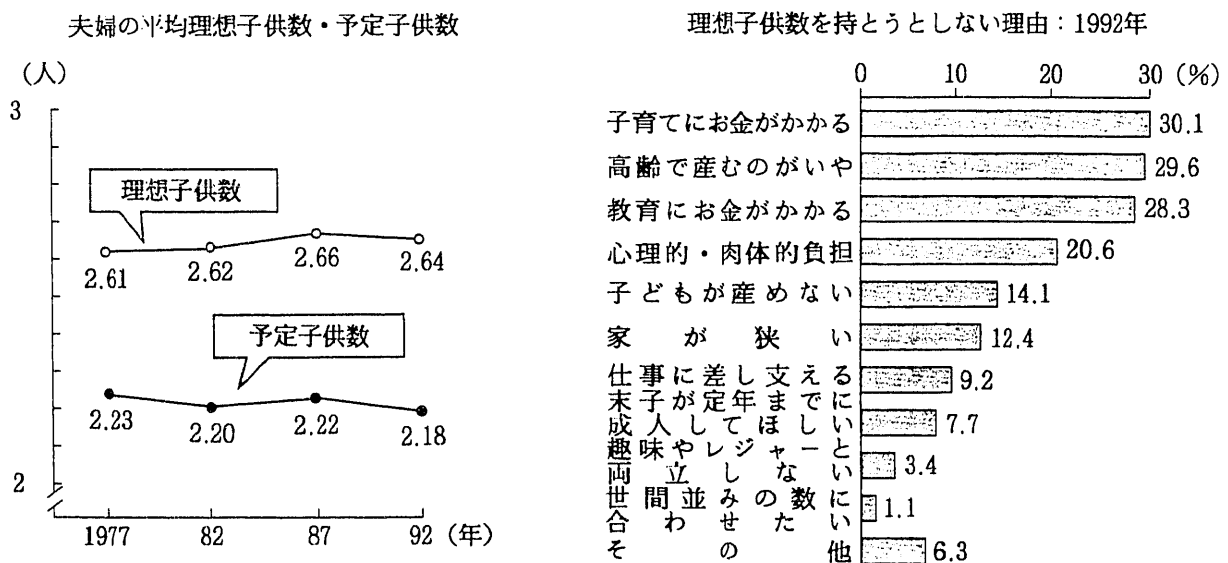 夫婦の平均理想子供数・予定子供数
(人)
3
理想子供数
2.61
2.62
2.66
2.64
予定子供数
2.23
2.20
2.22
2.18
2
1977 82 87 92 (年)
理想子供数を持とうとしない理由:1992年
0 10 20 30 (%)
子育てにお金がかかる 30.1
高齢で産むのがいや 29.6
教育にお金がかかる 28.3
心理的・肉体的負担 20.6
子どもが産めない 14.1
家が狭い 12.4
仕事に差し支える 9.2
末子が定年までに
成人してほしい 7.7
趣味やレジャーと
両立しない 3.4
世間並みの数に
合わせたい 1.1
その他 6.3